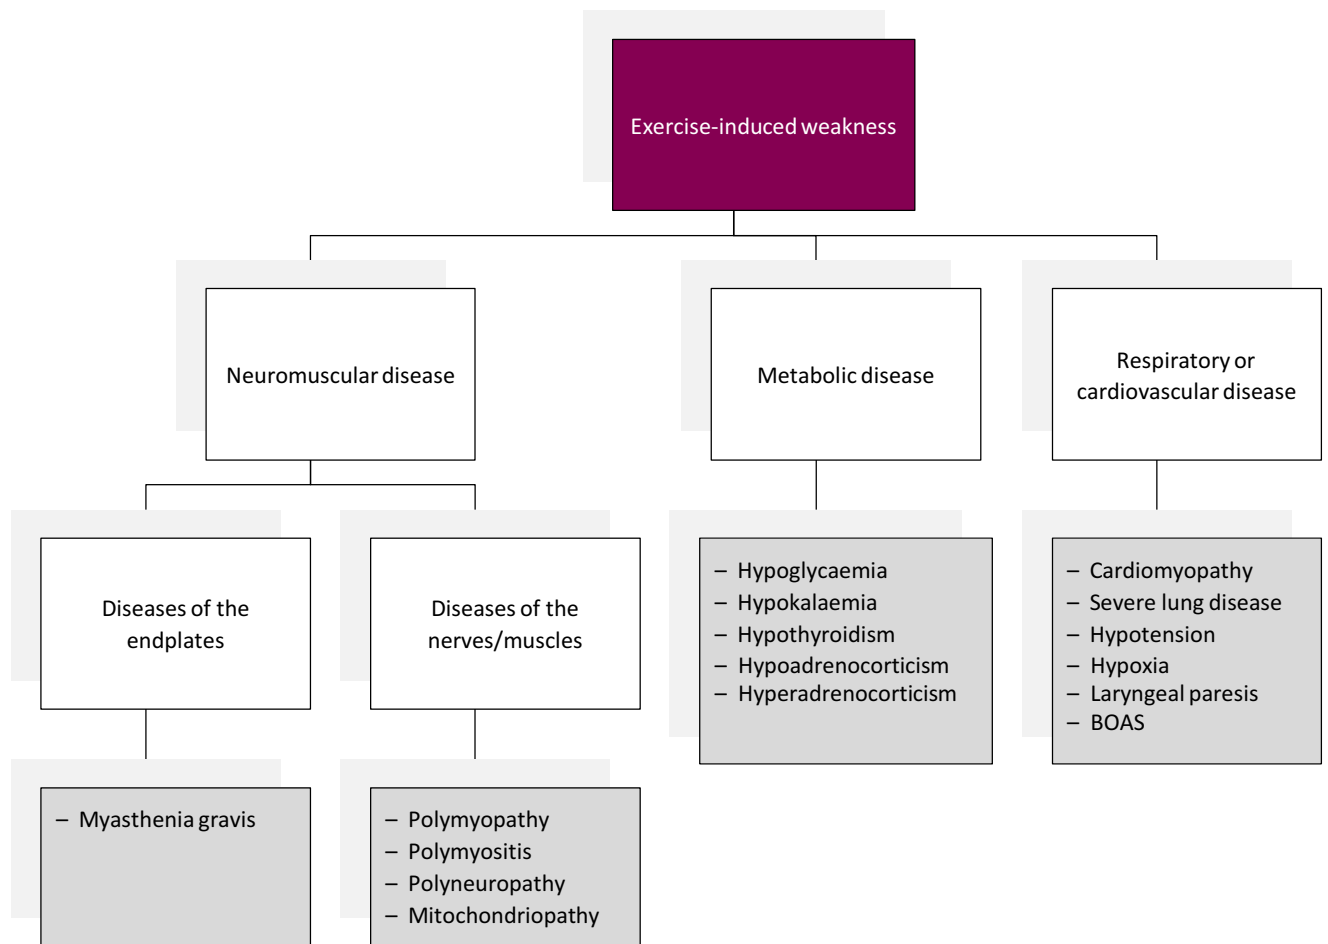 Exercise-induced weakness
Neuromuscular disease
Metabolic disease
Respiratory or
cardiovascular disease
Diseases of the
endplates
Diseases of the
nerves/muscles
– Hypoglycaemia
– Hypokalaemia
– Hypothyroidism
– Hypoadrenocorticism
– Hyperadrenocorticism
– Cardiomyopathy
– Severe lung disease
– Hypotension
– Hypoxia
– Laryngeal paresis
– BOAS
– Myasthenia gravis
– Polymyopathy
– Polymyositis
– Polyneuropathy
– Mitochondriopathy